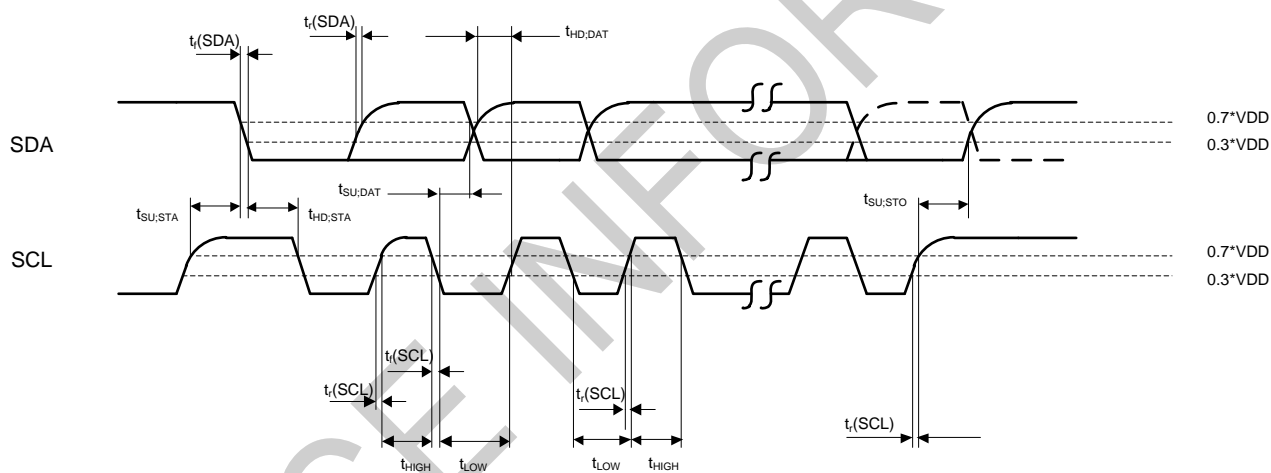 tr(SDA)
tf(SDA)
tHD;DAT
0.7*VDD
0.3*VDD
SDA
tSU;DAT
tSU;STA
tHD;STA
tSU;STO
0.7*VDD
0.3*VDD
SCL
tf(SCL)
tr(SCL)
tr(SCL)
tr(SCL)
tHIGH
tLOW
tLOW
tHIGH
CE INFOR